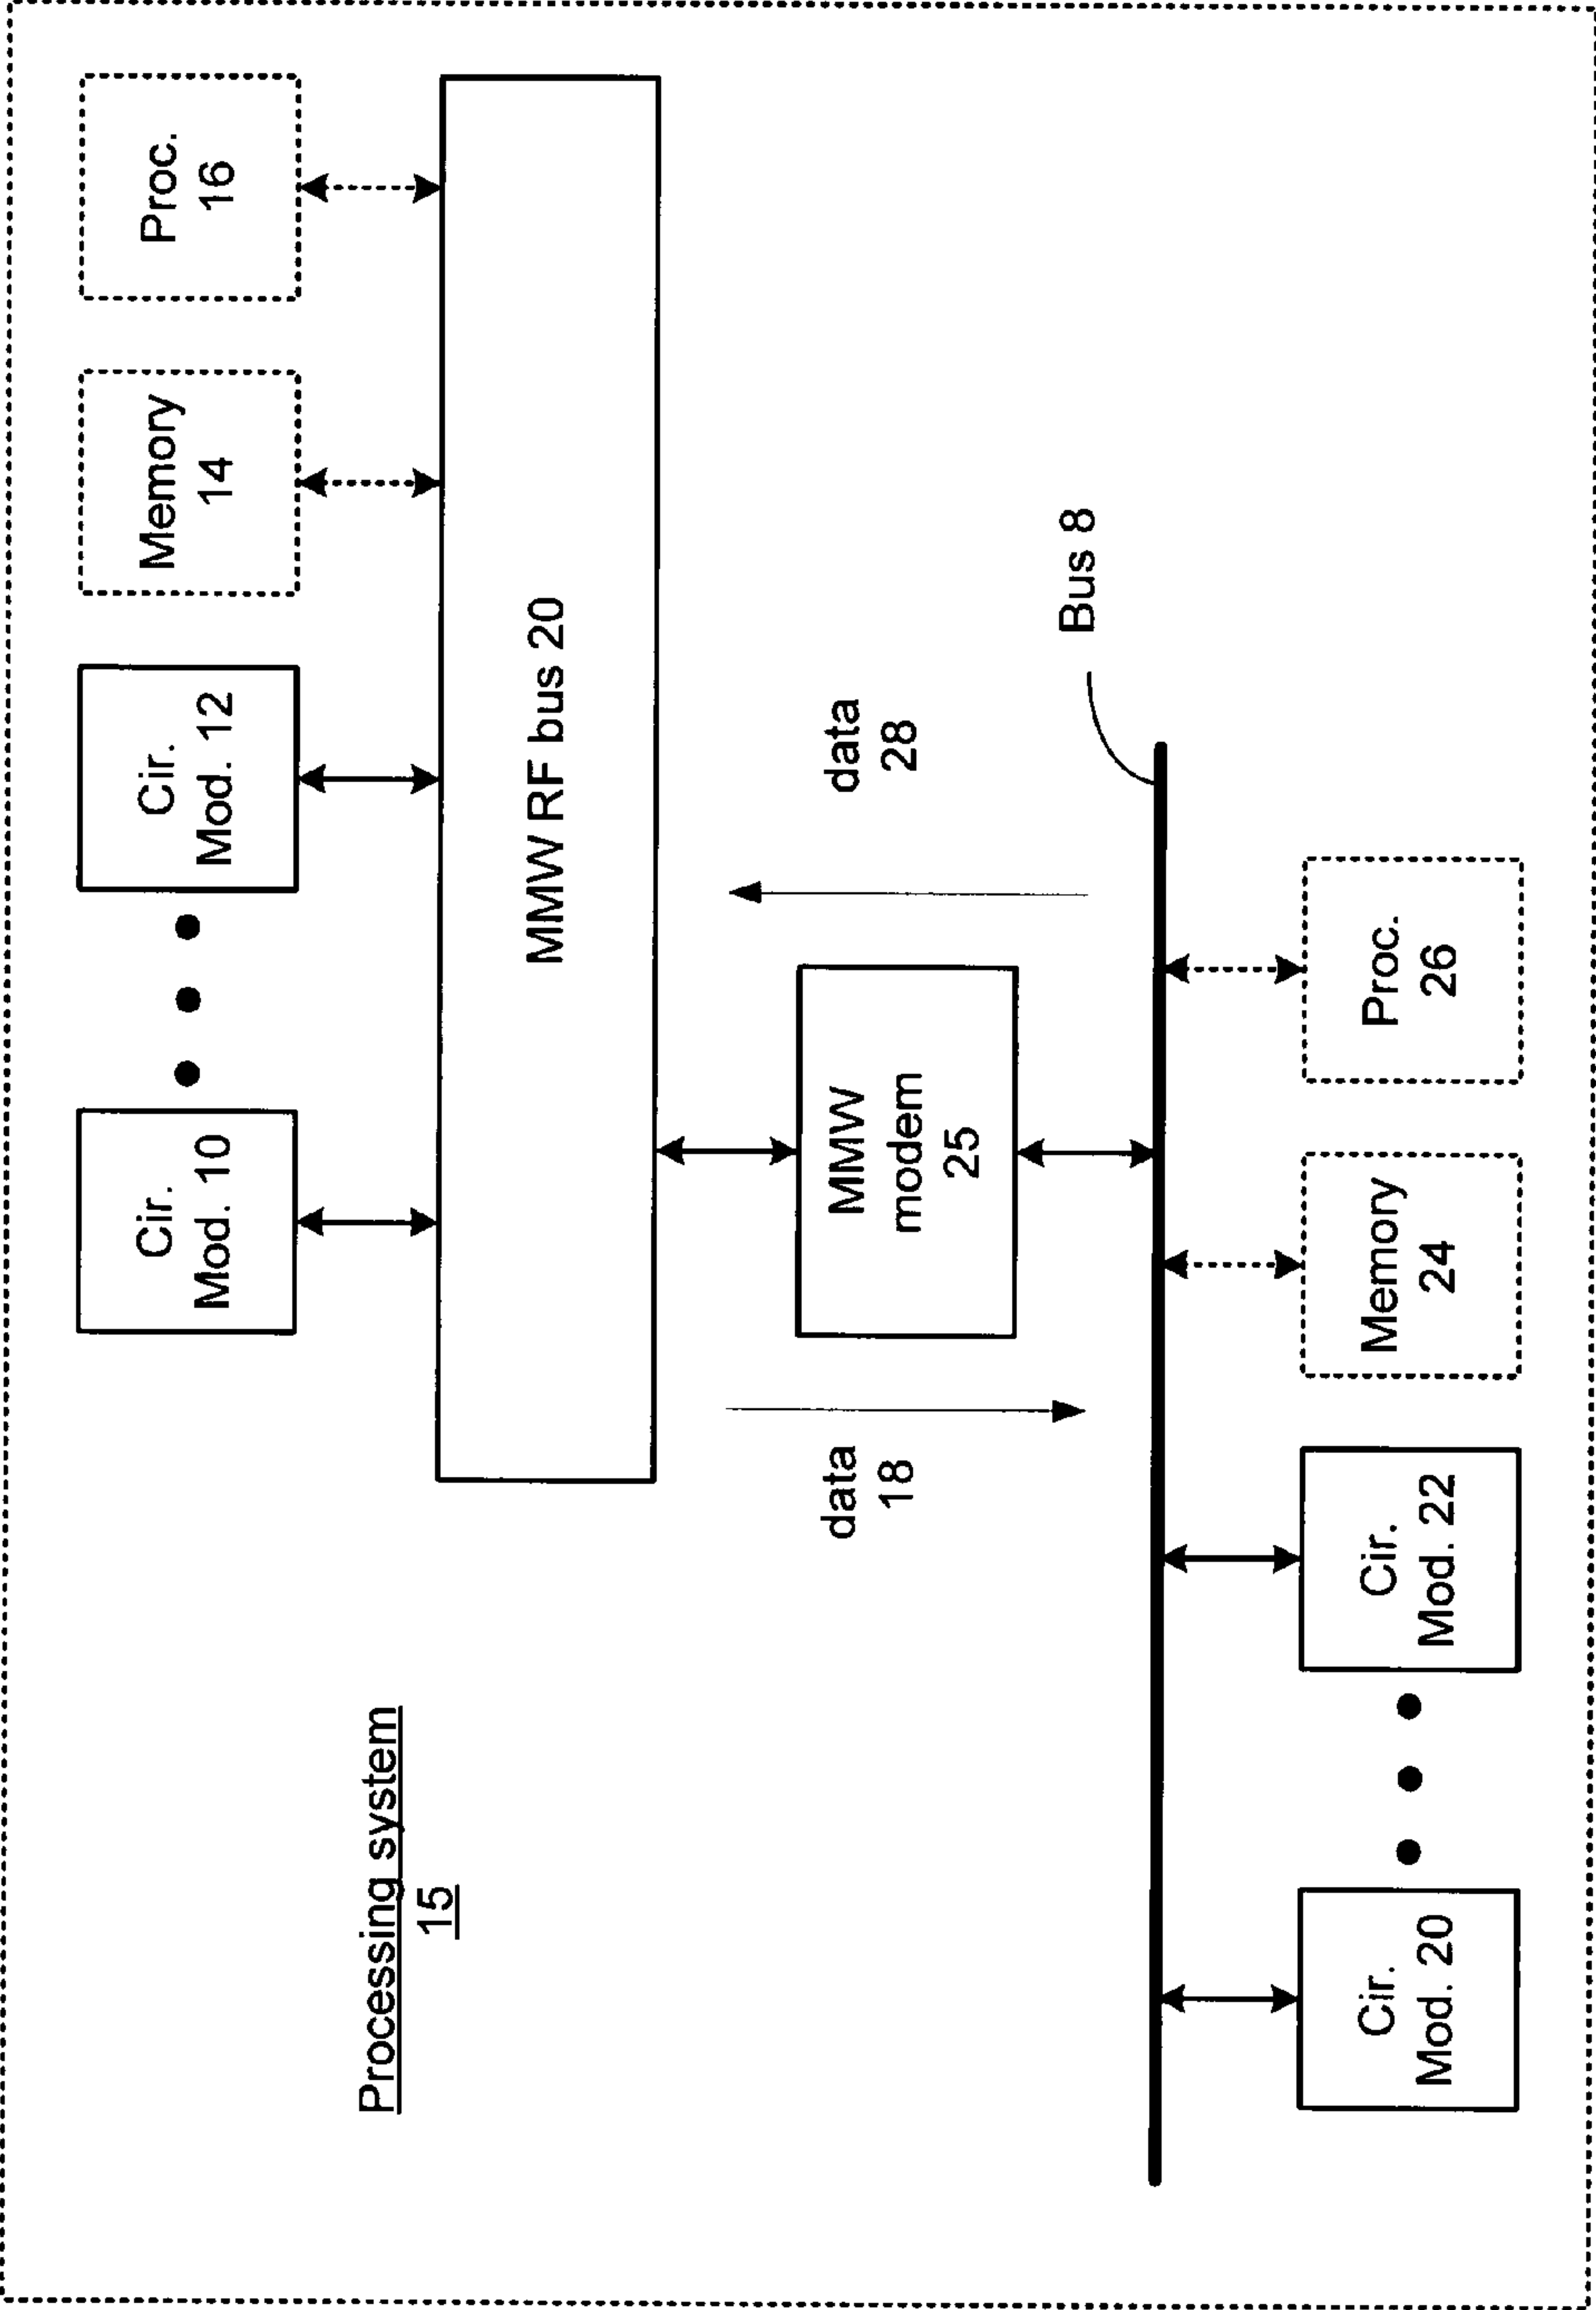 Cir.
Mod. 10
Cir.
Mod. 12
Memory
14
Proc.
16
Processing system
15
MMW RF bus 20
data
18
MMW
modem
25
data
28
Bus 8
Cir.
Mod. 20
Cir.
Mod. 22
Memory
24
Proc.
26